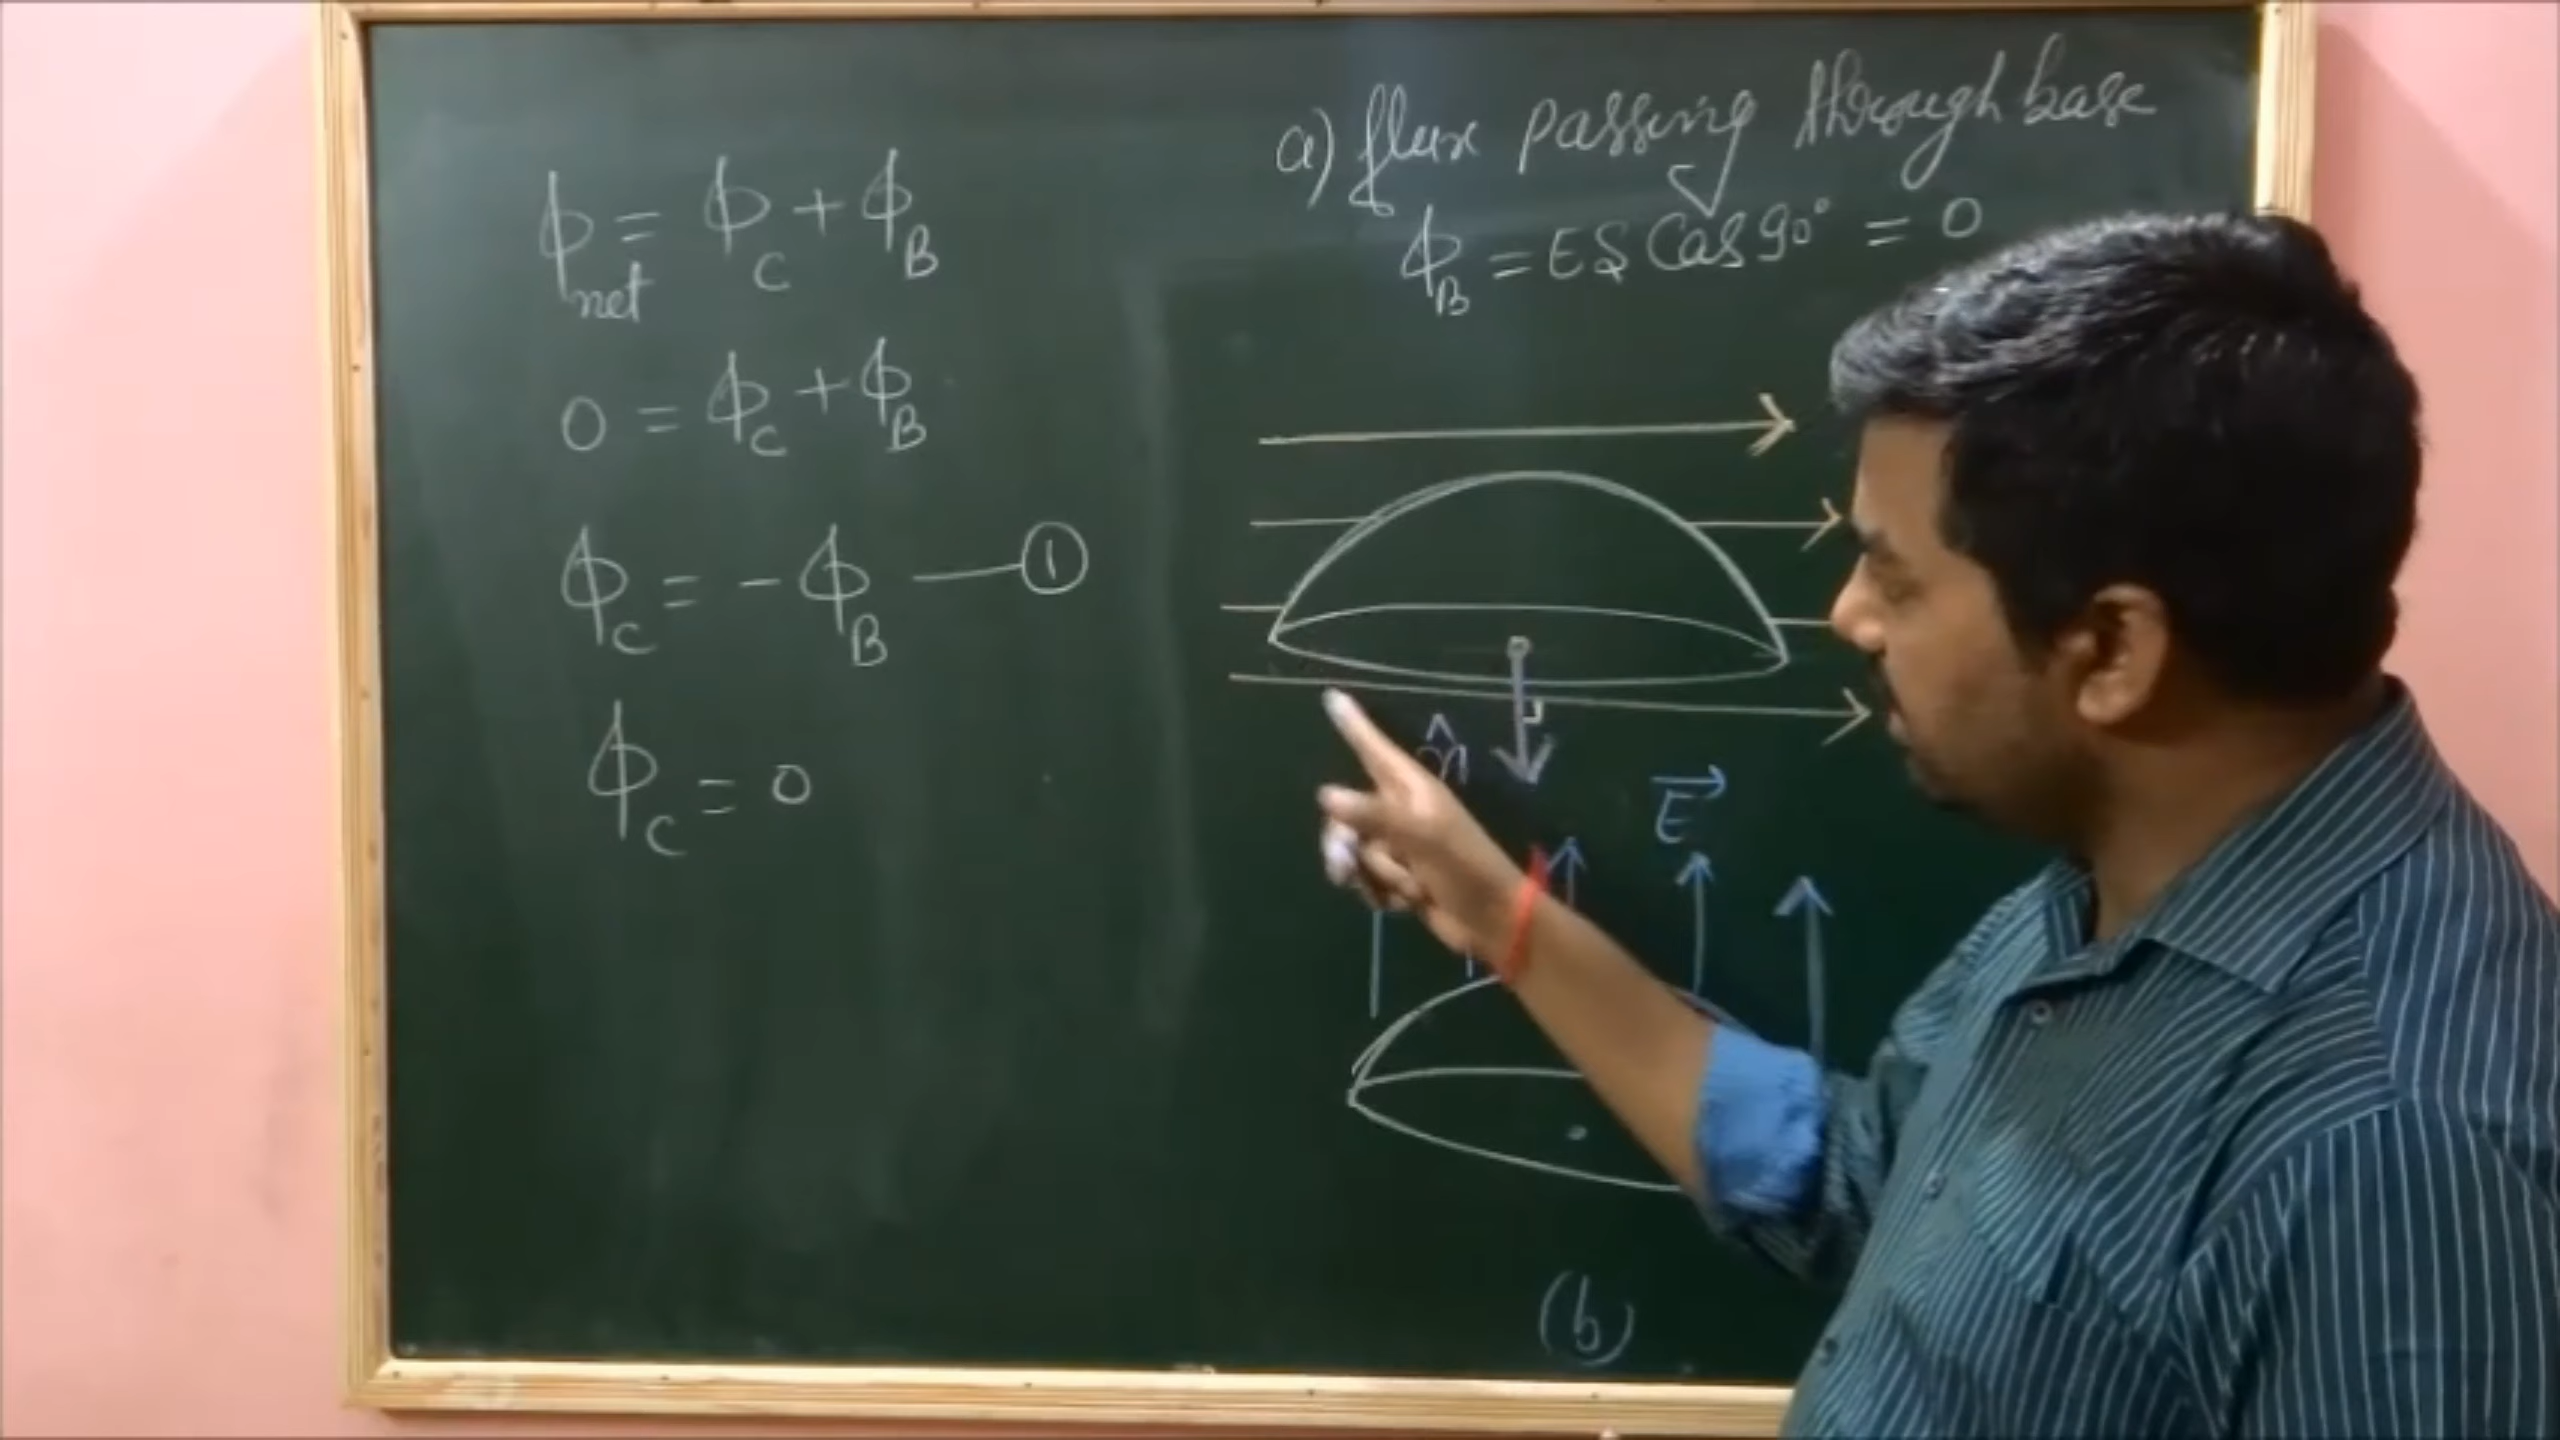 ϕnet = ϕC + ϕB
0 = ϕC + ϕB
ϕC = - ϕB — ①
ϕC = 0
a) flux passing through base
ϕB = ES Cos 90° = 0
n̂
E⃗
(b)